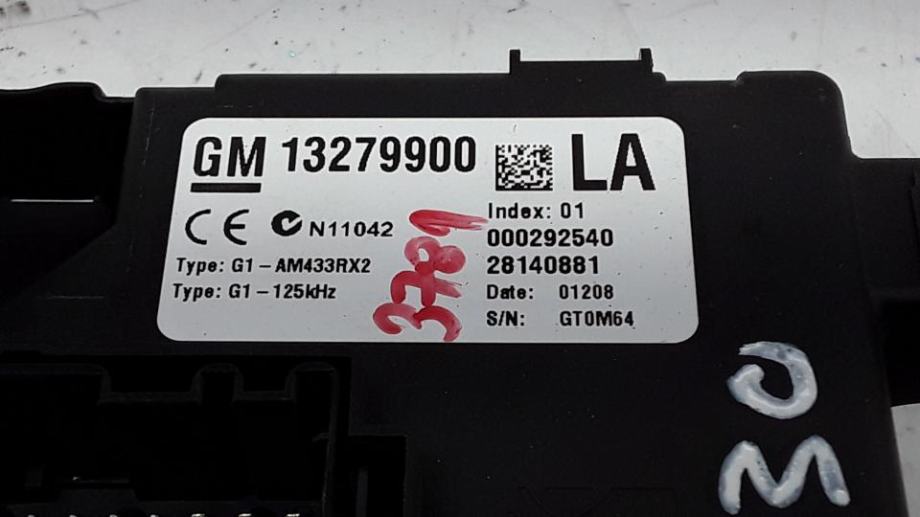 GM 13279900 LA
CE N11042
Type: G1-AM433RX2
Type: G1-125kHz
Index: 01
000292540
28140881
Date: 01208
S/N: GT0M64